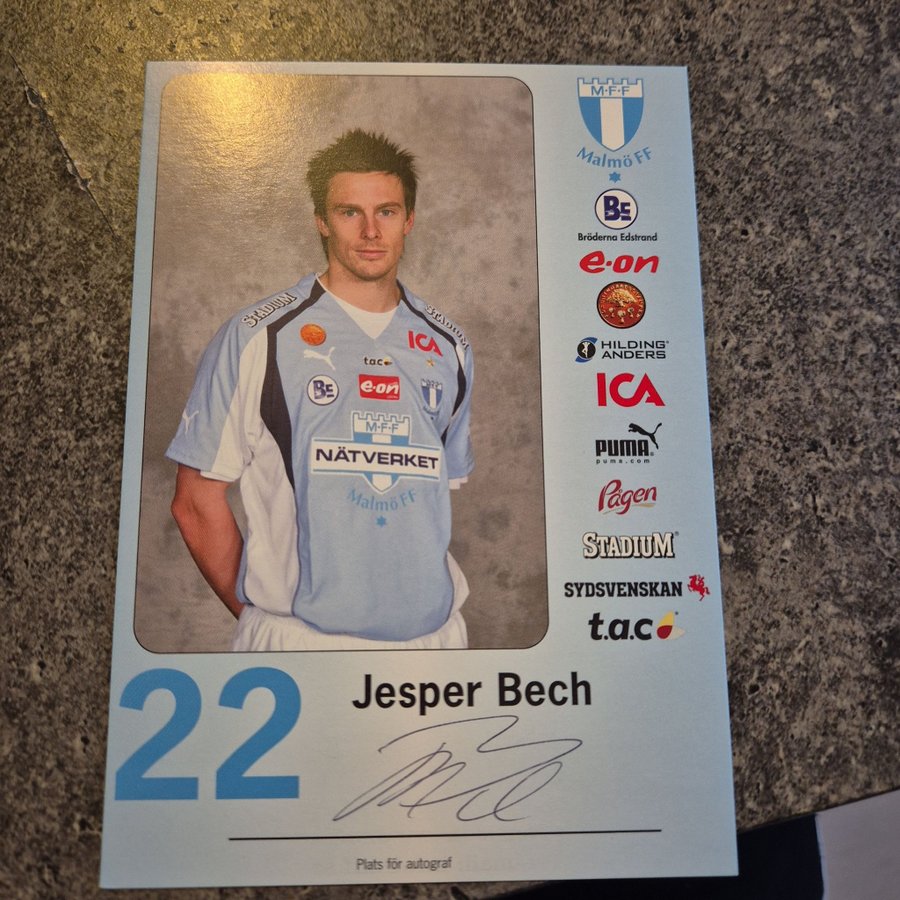 M·F·F
Malmö FF
BE
Bröderna Edstrand
e·on
HILDING
ANDERS
ICA
PUMA
puma.com
Pågen
STADIUM
SYDSVENSKAN
t.a.c
STADIUM
STADIUM
ICA
t.a.c
BE
e·on
M·F·F
NÄTVERKET
Malmö FF
22
Jesper Bech
Plats för autograf